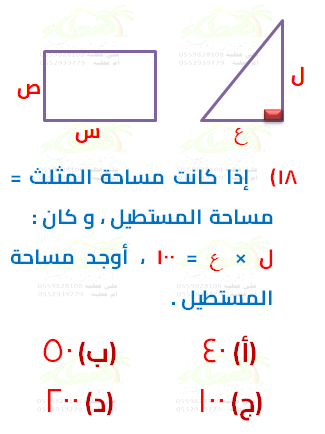 ص
س
ل
ع
١٨) إذا كانت مساحة المثلث =
مساحة المستطيل ، و كان :
ل × ع = ١٠٠ ، أوجد مساحة
المستطيل .
(أ) ٤٠ (ب) ٥٠
(ج) ١٠٠ (د) ٢٠٠